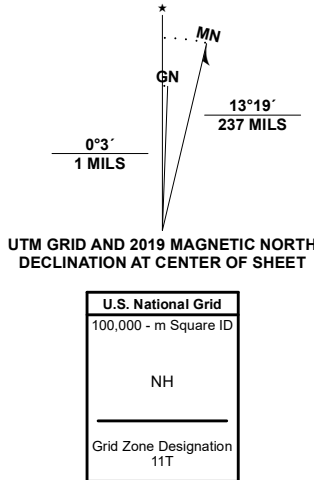 ★
MN
GN
13°19´
237 MILS
0°3´
1 MILS
UTM GRID AND 2019 MAGNETIC NORTH
DECLINATION AT CENTER OF SHEET
U.S. National Grid
100,000 - m Square ID
NH
Grid Zone Designation
11T